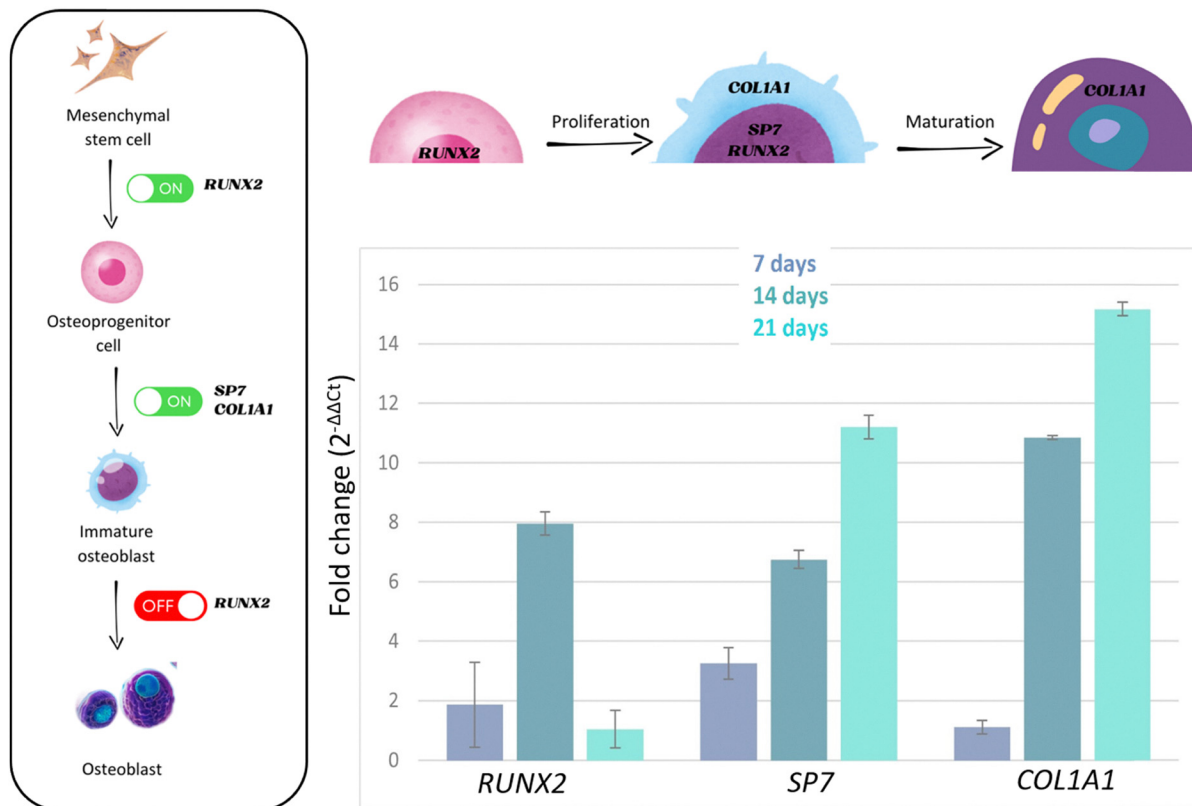 Mesenchymal
stem cell
ON
RUNX2
Osteoprogenitor
cell
ON
SP7
COL1A1
Immature
osteoblast
OFF
RUNX2
Osteoblast
RUNX2
Proliferation
COL1A1
SP7
RUNX2
Maturation
COL1A1
7 days
14 days
21 days
Fold change (2^-ΔΔCt)
16
14
12
10
8
6
4
2
0
RUNX2
SP7
COL1A1